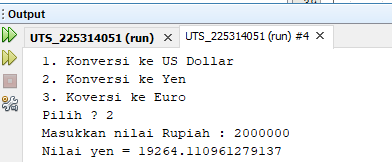 Output
UTS_225314051 (run) × UTS_225314051 (run) #4 ×
1. Konversi ke US Dollar
2. Konversi ke Yen
3. Koversi ke Euro
Pilih ? 2
Masukkan nilai Rupiah : 2000000
Nilai yen = 19264.110961279137